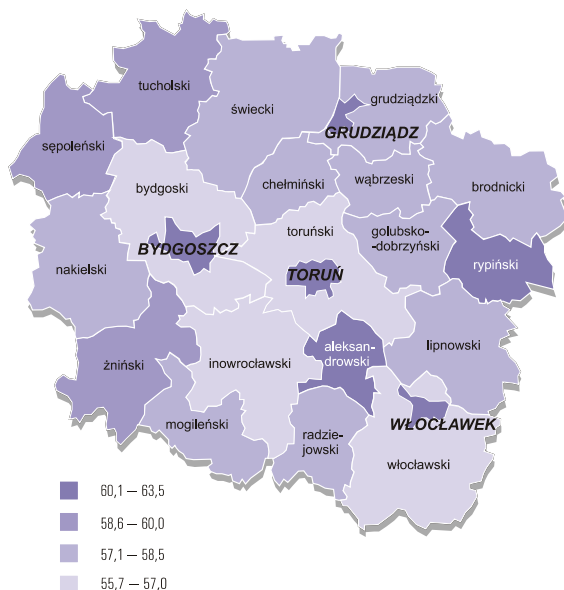 tucholski
świecki
grudziądzki
GRUDZIĄDZ
sępoleński
bydgoski
chełmiński
wąbrzeski
brodnicki
BYDGOSZCZ
toruński
golubsko-
-dobrzyński
rypiński
nakielski
TORUŃ
żniński
inowrocławski
aleksan-
drowski
lipnowski
mogileński
radzie-
jowski
WŁOCŁAWEK
włocławski
60,1 — 63,5
58,6 — 60,0
57,1 — 58,5
55,7 — 57,0